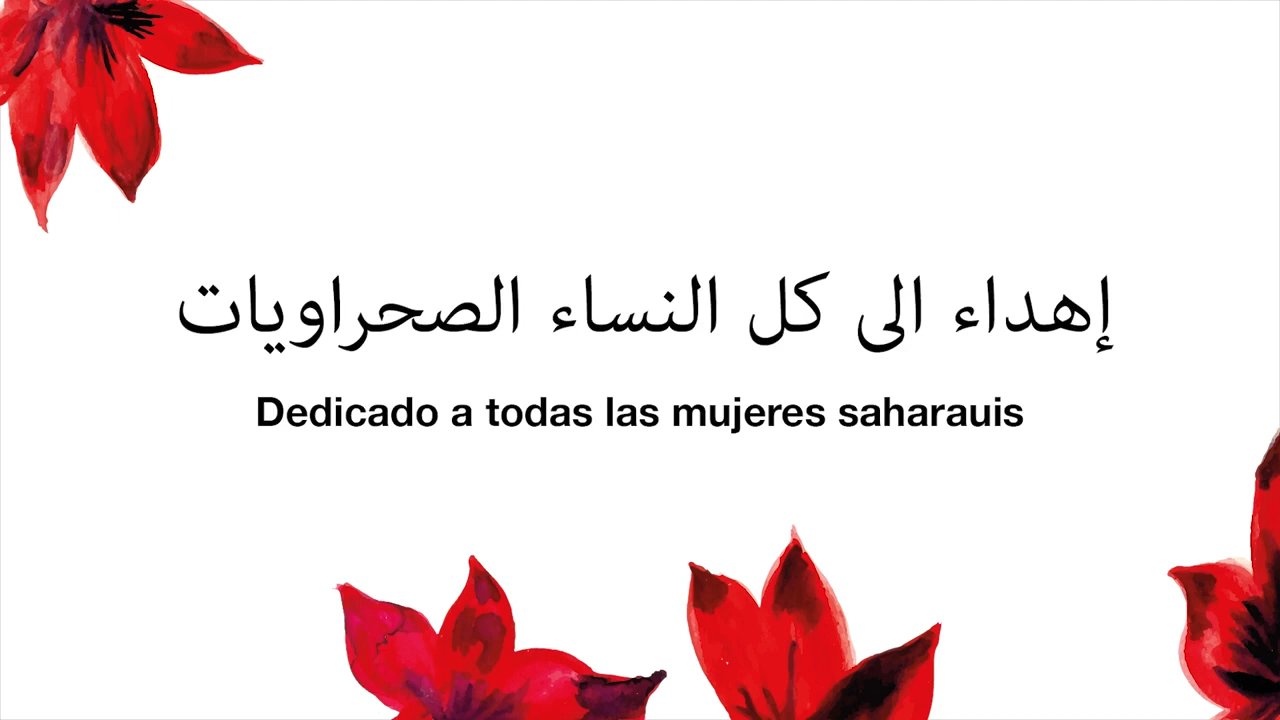 إهداء الى كل النساء الصحراويات
Dedicado a todas las mujeres saharauis